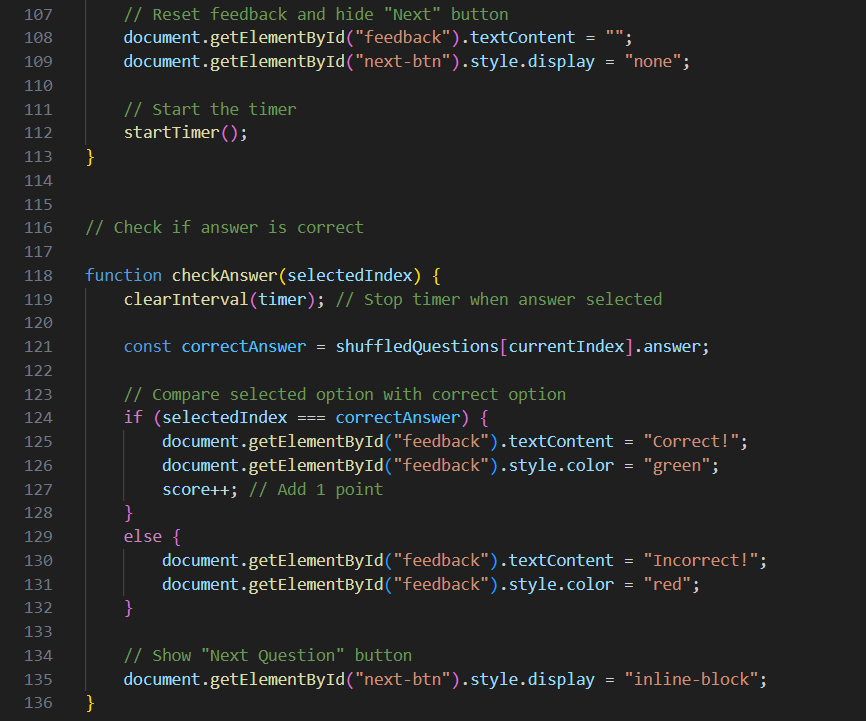 107 // Reset feedback and hide "Next" button
108 document.getElementById("feedback").textContent = "";
109 document.getElementById("next-btn").style.display = "none";
110
111 // Start the timer
112 startTimer();
113 }
114
115
116 // Check if answer is correct
117
118 function checkAnswer(selectedIndex) {
119 clearInterval(timer); // Stop timer when answer selected
120
121 const correctAnswer = shuffledQuestions[currentIndex].answer;
122
123 // Compare selected option with correct option
124 if (selectedIndex === correctAnswer) {
125 document.getElementById("feedback").textContent = "Correct!";
126 document.getElementById("feedback").style.color = "green";
127 score++; // Add 1 point
128 }
129 else {
130 document.getElementById("feedback").textContent = "Incorrect!";
131 document.getElementById("feedback").style.color = "red";
132 }
133
134 // Show "Next Question" button
135 document.getElementById("next-btn").style.display = "inline-block";
136 }